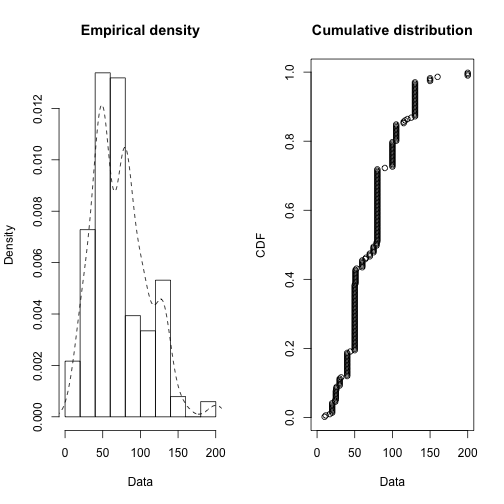 Empirical density
Density
0.000 0.002 0.004 0.006 0.008 0.010 0.012
0 50 100 150 200
Data
Cumulative distribution
CDF
0.0 0.2 0.4 0.6 0.8 1.0
0 50 100 150 200
Data